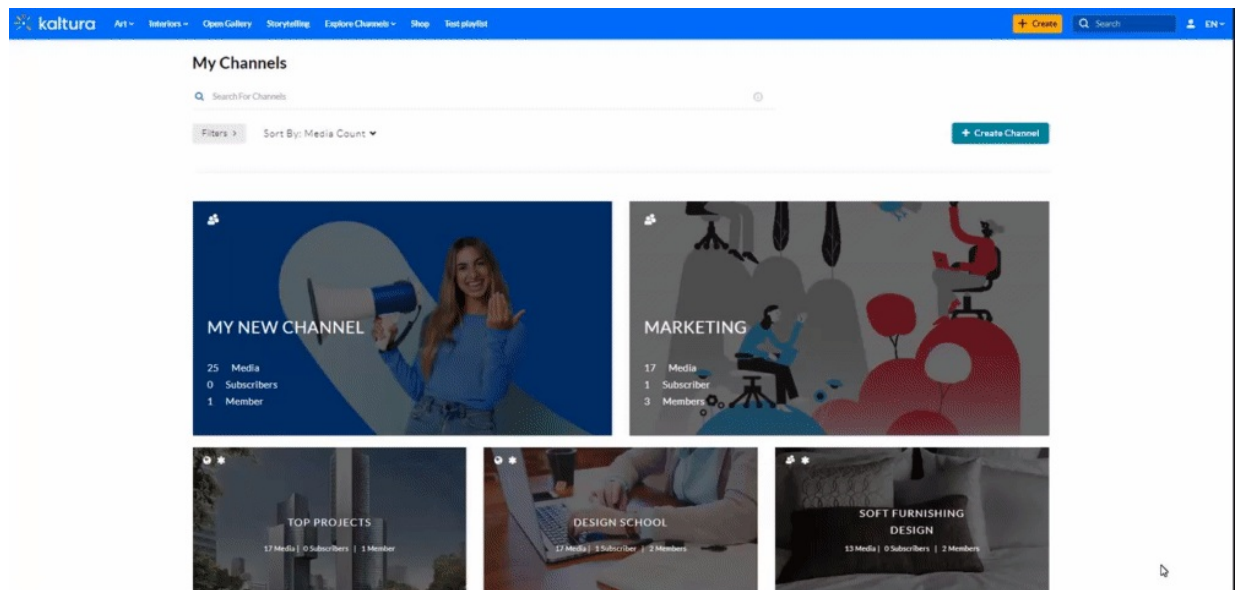 kaltura Art Interiors Open Gallery Storytelling Explore Channels Shop Test playlist + Create Search EN
My Channels
Search For Channels
Filters > Sort By: Media Count
+ Create Channel
MY NEW CHANNEL
25 Media
0 Subscribers
1 Member
MARKETING
17 Media
1 Subscriber
3 Members
TOP PROJECTS
17 Media | 0 Subscribers | 1 Member
DESIGN SCHOOL
17 Media | 1 Subscriber | 2 Members
SOFT FURNISHING
DESIGN
13 Media | 0 Subscribers | 2 Members